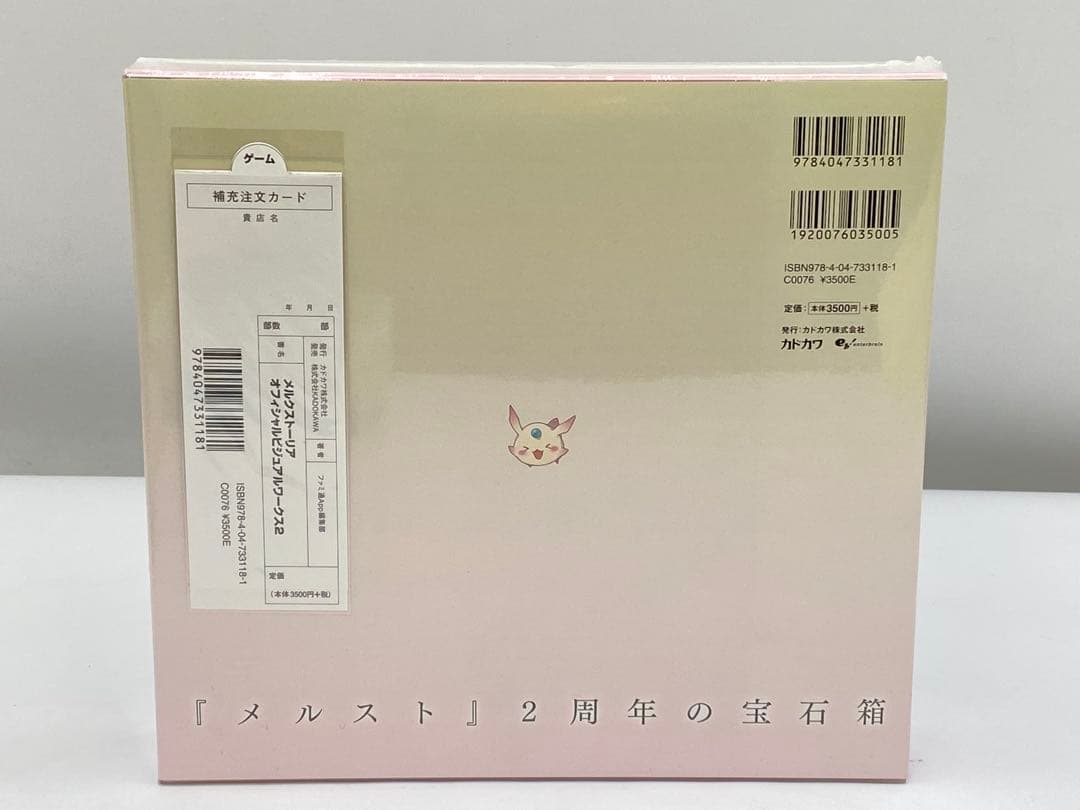 ゲーム
補充注文カード
貴店名
年 月 日
部数 部
書名
メルクストーリア
オフィシャルビジュアルワークス2
発行 カドカワ株式会社
発売 株式会社KADOKAWA
著者
ファミ通App編集部
定価
(本体3500円+税)
9784047331181
ISBN978-4-04-733118-1
C0076 ¥3500E
9784047331181
1920076035005
ISBN978-4-04-733118-1
C0076 ¥3500E
定価：本体3500円+税
発行：カドカワ株式会社
カドカワ eb! enterbrain
『メルスト』2周年の宝石箱